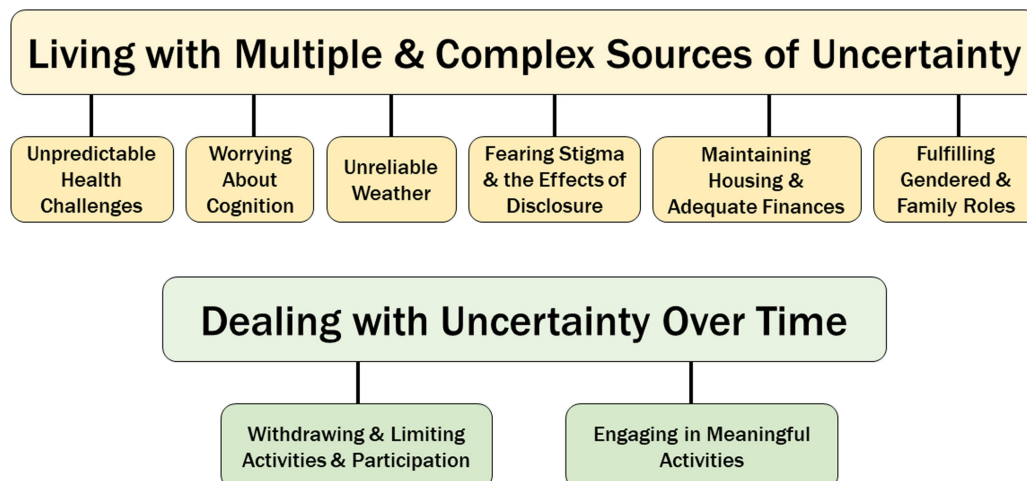 Living with Multiple & Complex Sources of Uncertainty
Unpredictable
Health
Challenges
Worrying
About
Cognition
Unreliable
Weather
Fearing Stigma
& the Effects of
Disclosure
Maintaining
Housing &
Adequate Finances
Fulfilling
Gendered &
Family Roles
Dealing with Uncertainty Over Time
Withdrawing & Limiting
Activities & Participation
Engaging in Meaningful
Activities